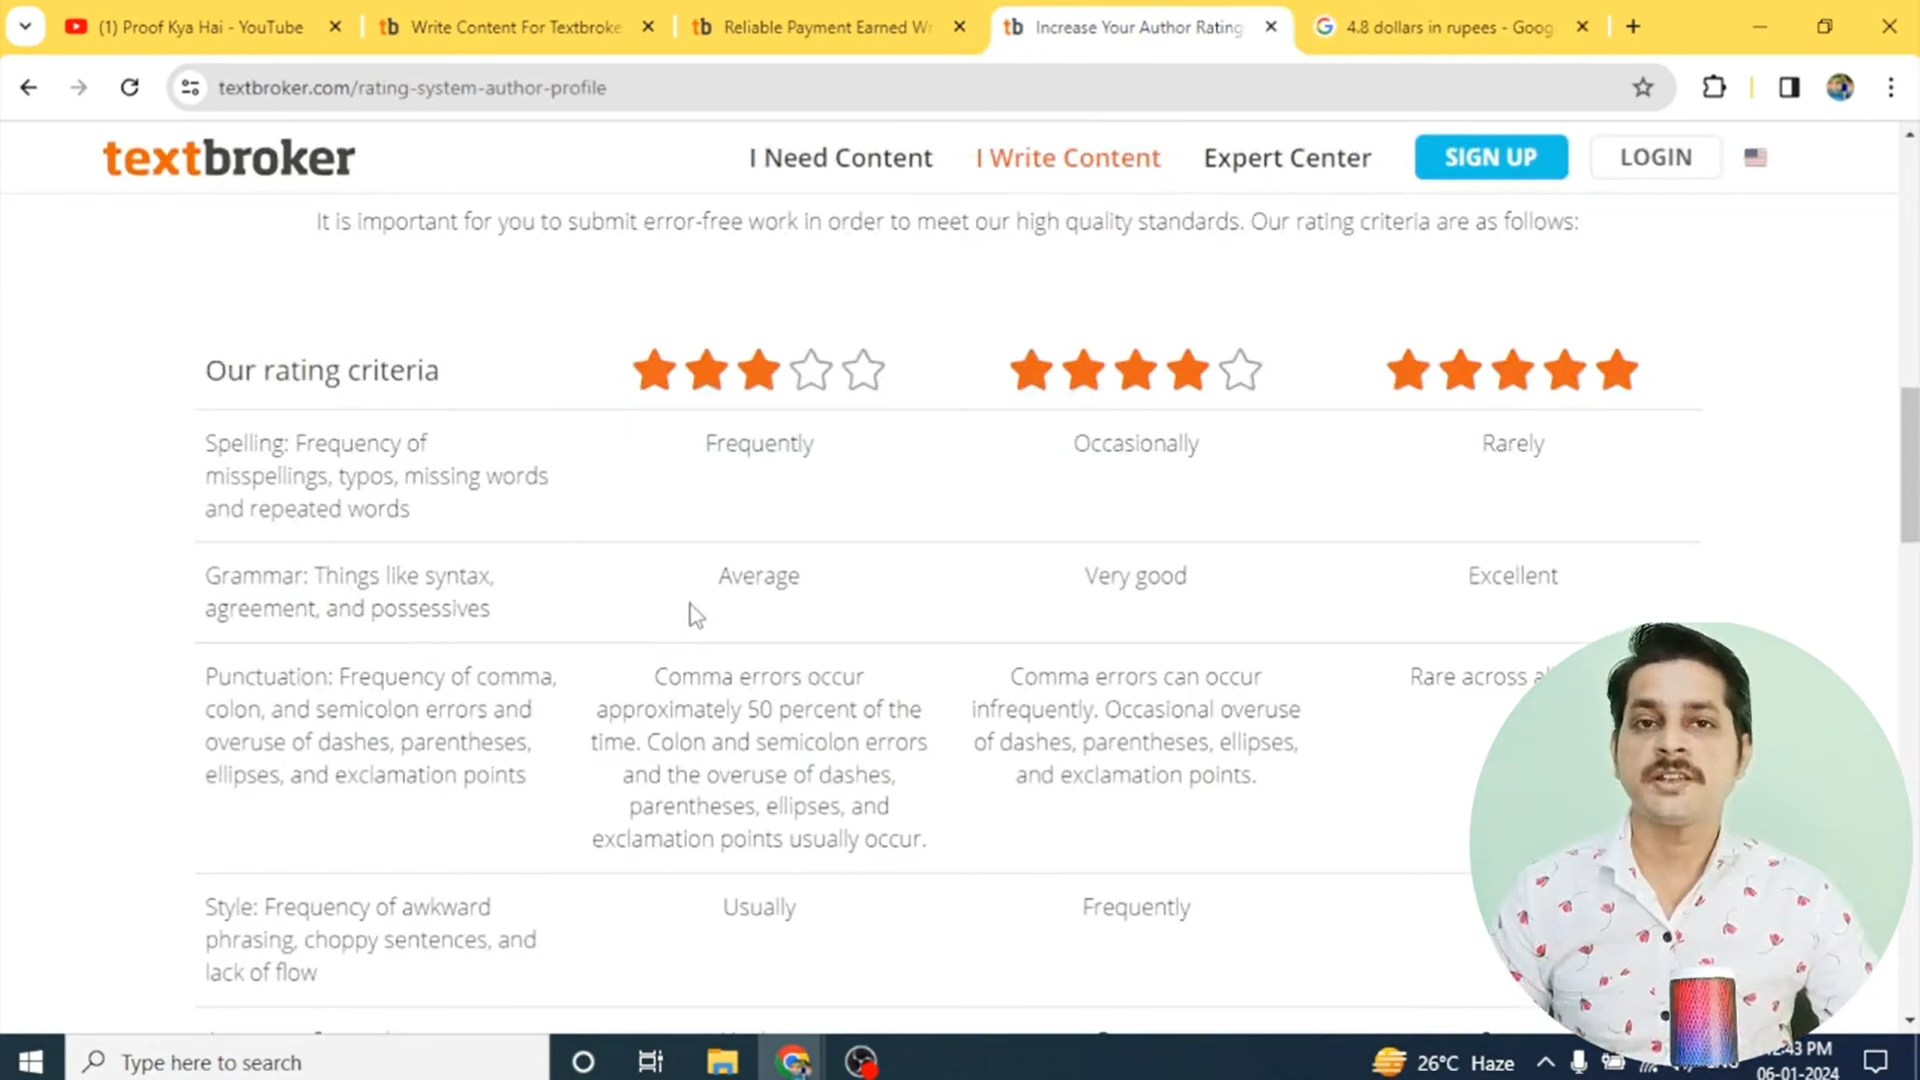 (1) Proof Kya Hai - YouTube
Write Content For Textbroke
Reliable Payment Earned Wr
Increase Your Author Rating
4.8 dollars in rupees - Goog
textbroker.com/rating-system-author-profile
textbroker
I Need Content
I Write Content
Expert Center
SIGN UP
LOGIN
It is important for you to submit error-free work in order to meet our high quality standards. Our rating criteria are as follows:
Our rating criteria
Spelling: Frequency of
misspellings, typos, missing words
and repeated words
Frequently
Occasionally
Rarely
Grammar: Things like syntax,
agreement, and possessives
Average
Very good
Excellent
Punctuation: Frequency of comma,
colon, and semicolon errors and
overuse of dashes, parentheses,
ellipses, and exclamation points
Comma errors occur
approximately 50 percent of the
time. Colon and semicolon errors
and the overuse of dashes,
parentheses, ellipses, and
exclamation points usually occur.
Comma errors can occur
infrequently. Occasional overuse
of dashes, parentheses, ellipses,
and exclamation points.
Rare across
Style: Frequency of awkward
phrasing, choppy sentences, and
lack of flow
Usually
Frequently
Type here to search
26°C Haze
:43 PM
06-01-2024